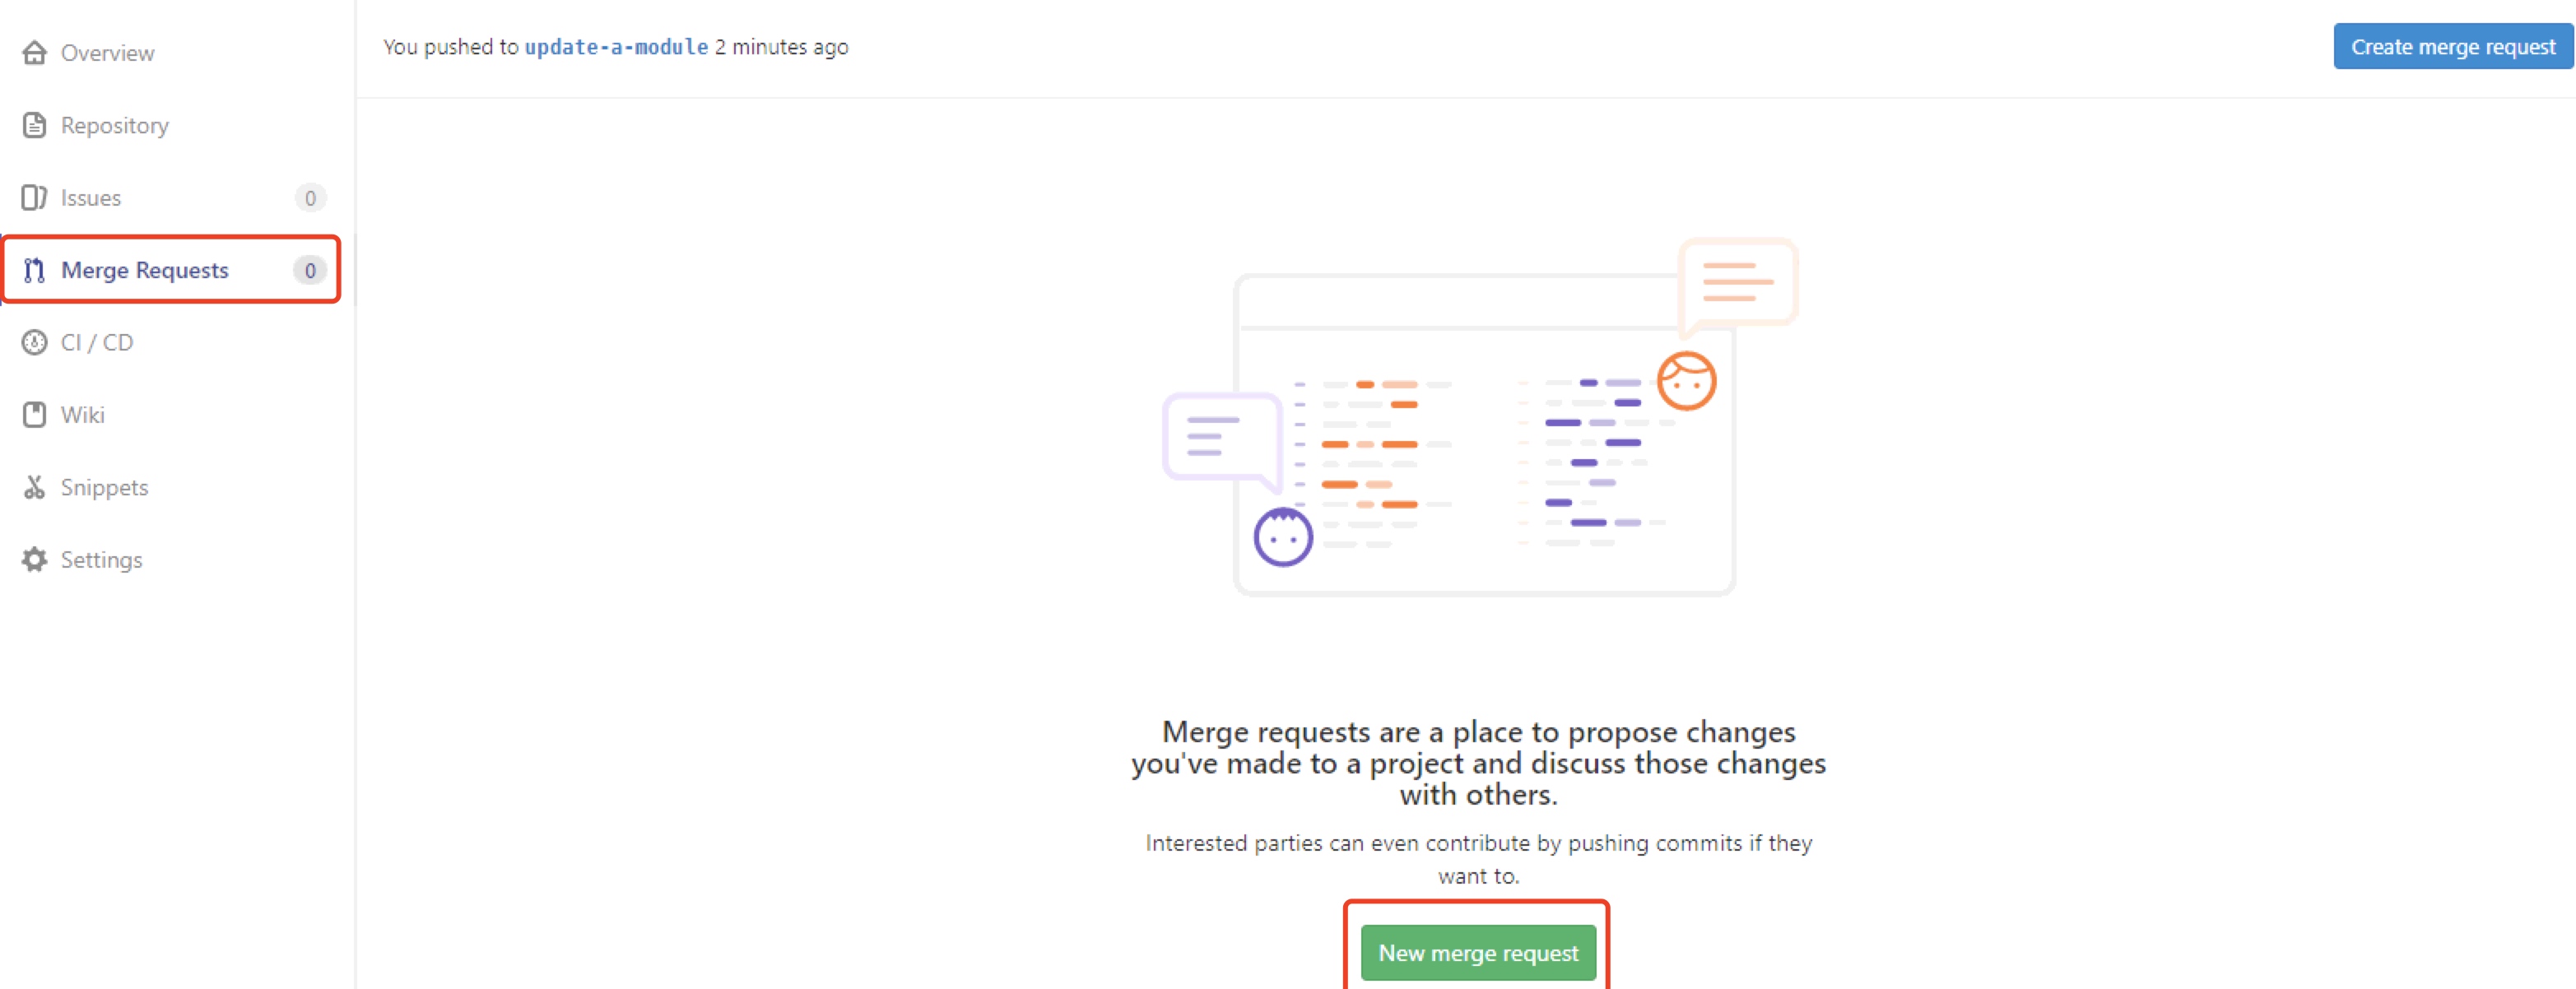 Overview
Repository
Issues 0
Merge Requests 0
CI / CD
Wiki
Snippets
Settings
You pushed to update-a-module 2 minutes ago
Create merge request
Merge requests are a place to propose changes
you've made to a project and discuss those changes
with others.
Interested parties can even contribute by pushing commits if they
want to.
New merge request